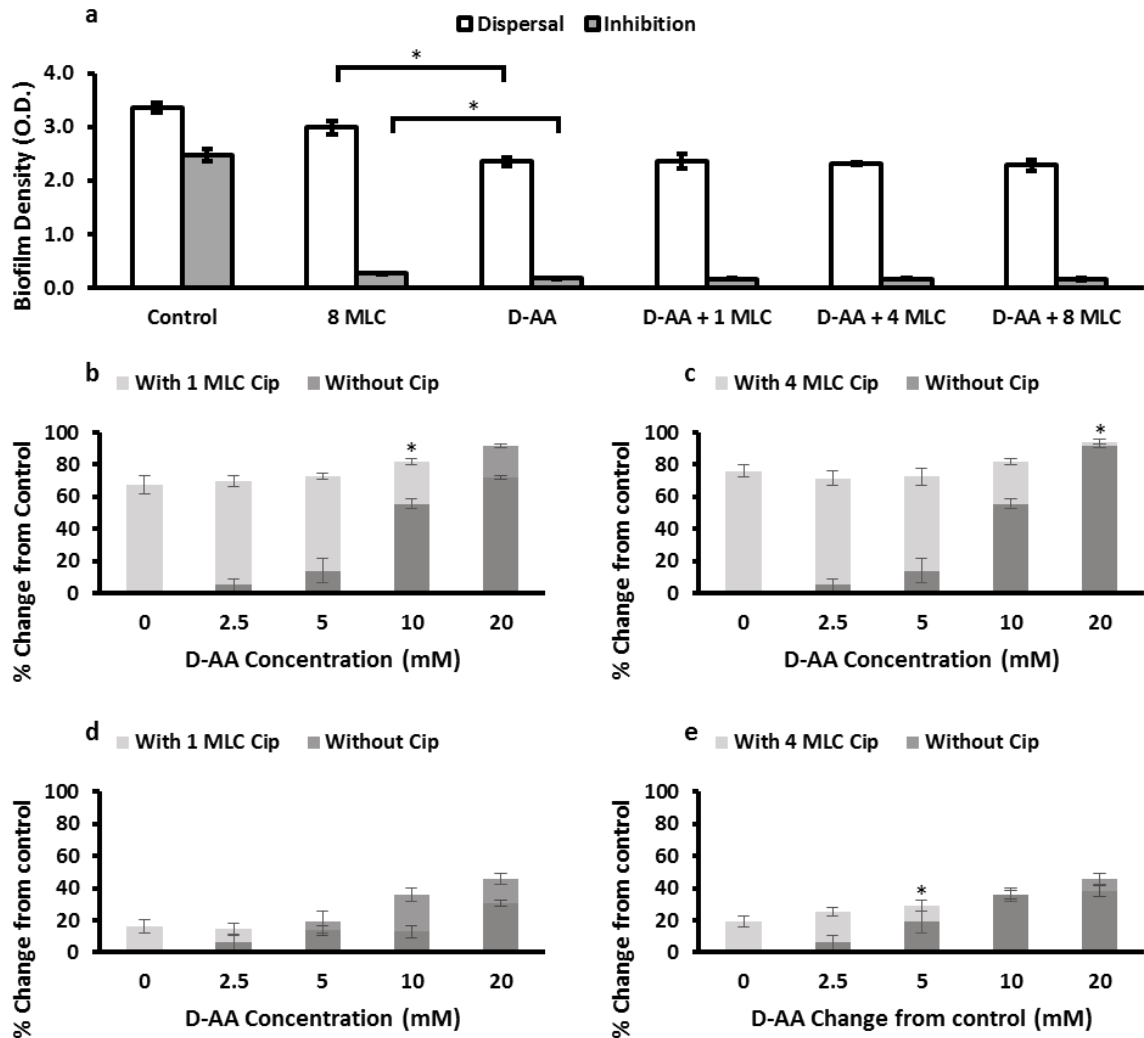 a
Dispersal Inhibition
*
*
Biofilm Density (O.D.)
4.0
3.0
2.0
1.0
0.0
Control 8 MLC D-AA D-AA + 1 MLC D-AA + 4 MLC D-AA + 8 MLC
b
With 1 MLC Cip Without Cip
% Change from Control
100
80
60
40
20
0
*
0 2.5 5 10 20
D-AA Concentration (mM)
c
With 4 MLC Cip Without Cip
% Change from control
100
80
60
40
20
0
*
0 2.5 5 10 20
D-AA Concentration (mM)
d
With 1 MLC Cip Without Cip
% Change from control
100
80
60
40
20
0
0 2.5 5 10 20
D-AA Concentration (mM)
e
With 4 MLC Cip Without Cip
% Change from control
100
80
60
40
20
0
*
0 2.5 5 10 20
D-AA Change from control (mM)